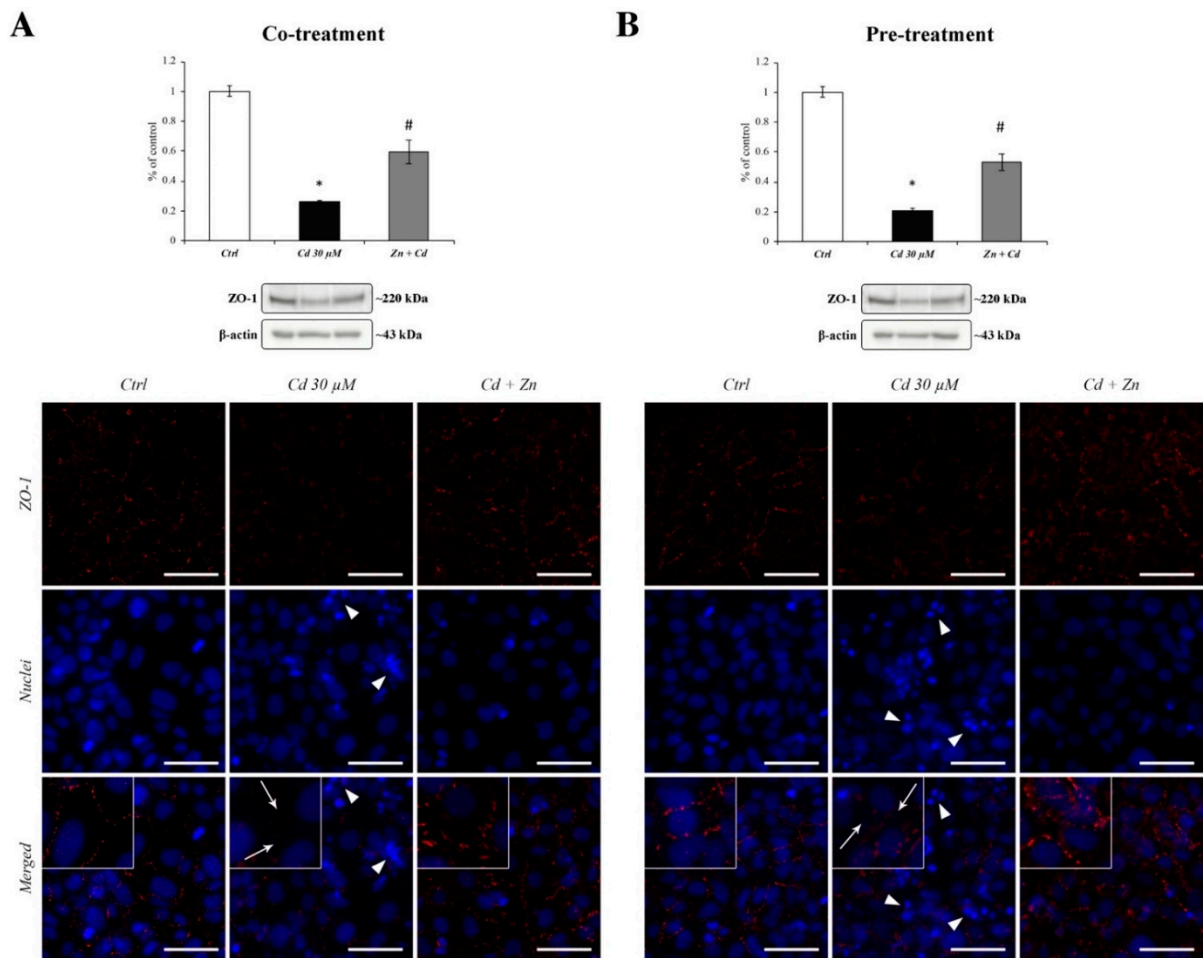 A
Co-treatment
1.2
1
0.8
0.6
0.4
0.2
0
% of control
*
#
Ctrl
Cd 30 µM
Zn + Cd
ZO-1
~220 kDa
β-actin
~43 kDa
Ctrl
Cd 30 µM
Cd + Zn
ZO-1
Nuclei
Merged
B
Pre-treatment
1.2
1
0.8
0.6
0.4
0.2
0
% of control
*
#
Ctrl
Cd 30 µM
Zn + Cd
ZO-1
~220 kDa
β-actin
~43 kDa
Ctrl
Cd 30 µM
Cd + Zn